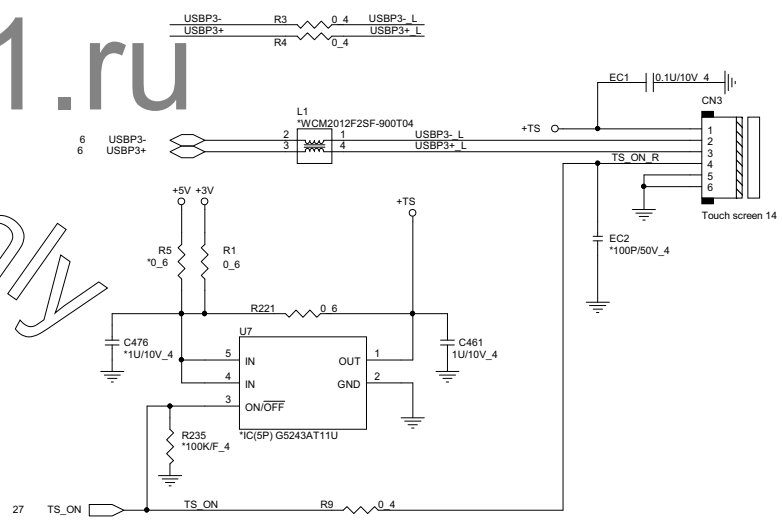 USBP3- R3 0_4 USBP3-_L
USBP3+ R4 0_4 USBP3+_L
1.ru
EC1 0.1U/10V_4
CN3
L1
*WCM2012F2SF-900T04
+TS
6 USBP3- 2 1 USBP3-_L
6 USBP3+ 3 4 USBP3+_L
TS_ON_R
1
2
3
4
5
6
Touch screen 14
+5V +3V
+TS
R5
*0_6
R1
0_6
EC2
*100P/50V_4
only
R221 0_6
C476
*1U/10V_4
U7
C461
1U/10V_4
5 IN OUT 1
4 IN GND 2
3 ON/OFF
*IC(5P) G5243AT11U
R235
*100K/F_4
27 TS_ON TS_ON R9 0_4